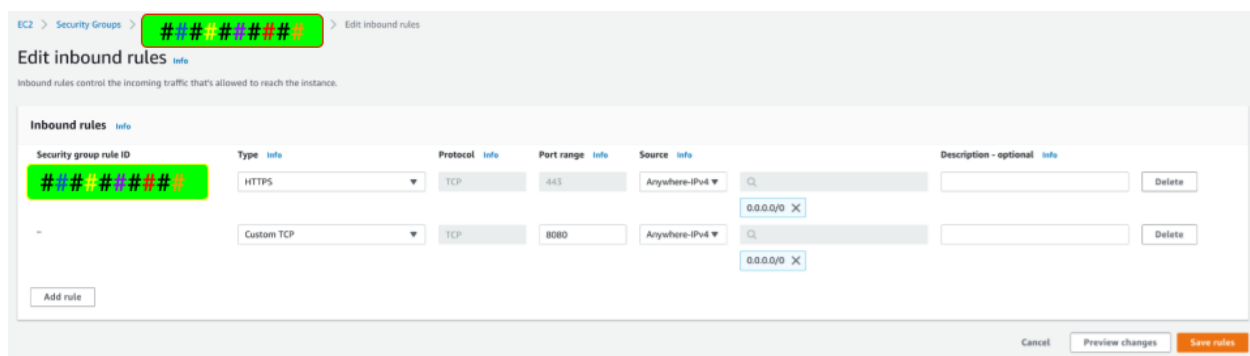 EC2 > Security Groups > ########## > Edit inbound rules
Edit inbound rules Info
Inbound rules control the incoming traffic that's allowed to reach the instance.
Inbound rules Info
Security group rule ID Type Info Protocol Info Port range Info Source Info Description - optional Info
########## HTTPS TCP 443 Anywhere-IPv4 Delete
0.0.0.0/0 X
– Custom TCP TCP 8080 Anywhere-IPv4 Delete
0.0.0.0/0 X
Add rule
Cancel Preview changes Save rules